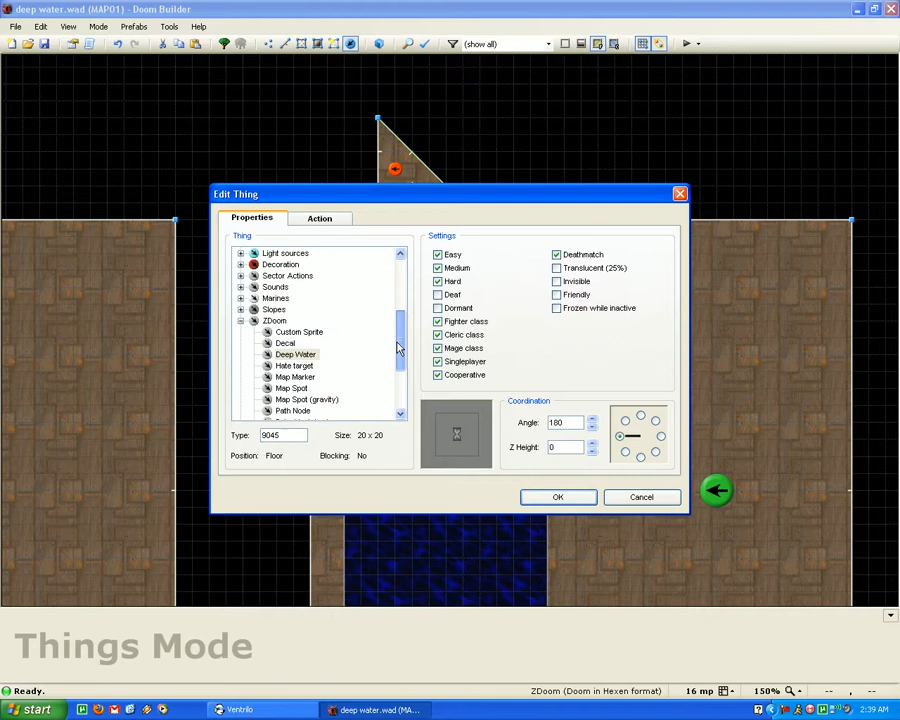 deep water.wad (MAP01) - Doom Builder
File Edit View Mode Prefabs Tools Help
(show all)
Edit Thing
Properties Action
Thing
Light sources
Decoration
Sector Actions
Sounds
Marines
Slopes
ZDoom
Custom Sprite
Decal
Deep Water
Hate target
Map Marker
Map Spot
Map Spot (gravity)
Path Node
Type: 9045 Size: 20 x 20
Position: Floor Blocking: No
Settings
Easy
Medium
Hard
Deaf
Dormant
Fighter class
Cleric class
Mage class
Singleplayer
Cooperative
Deathmatch
Translucent (25%)
Invisible
Friendly
Frozen while inactive
Coordination
Angle: 180
Z Height: 0
OK Cancel
Things Mode
Ready. ZDoom (Doom in Hexen format) 16 mp 150% -- , --
start Ventrilo deep water.wad (MA... 2:39 AM